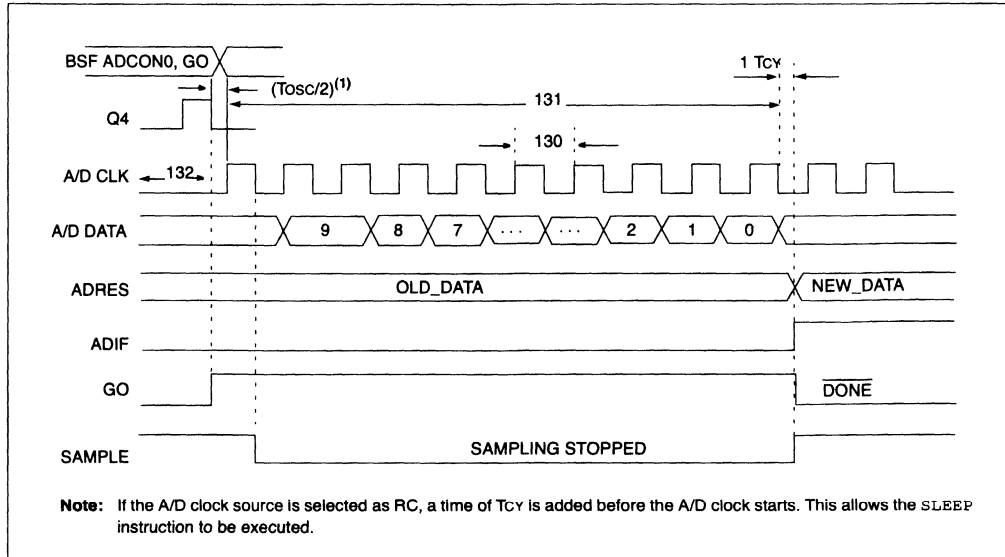 BSF ADCON0, GO
(TOSC/2)(1)
1 TCY
131
Q4
130
A/D CLK
132
A/D DATA
9 8 7 ... ... 2 1 0
ADRES
OLD_DATA
NEW_DATA
ADIF
GO
DONE
SAMPLE
SAMPLING STOPPED
Note: If the A/D clock source is selected as RC, a time of TCY is added before the A/D clock starts. This allows the SLEEP
instruction to be executed.